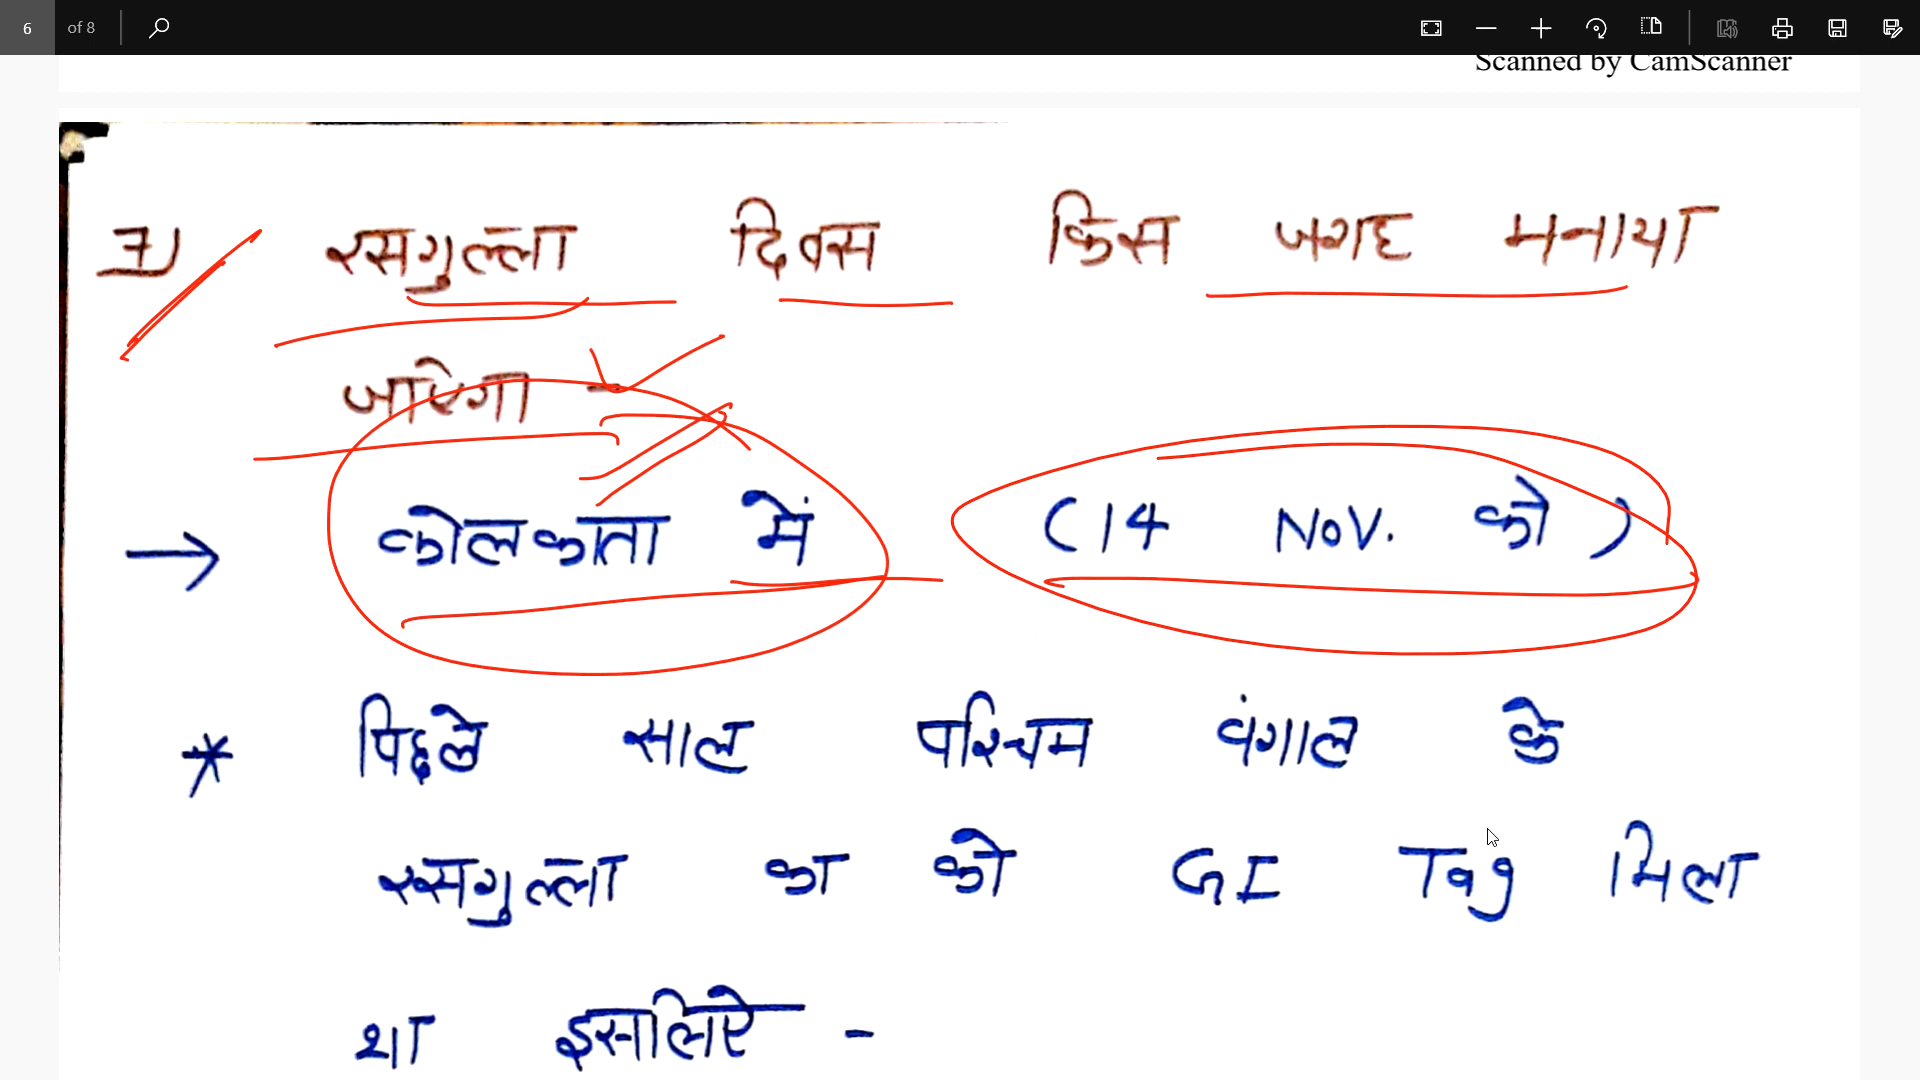 6 of 8
Scanned by CamScanner
7) रसगुल्ला दिवस किस जगह मनाया
जाऐगा -
→ कोलकाता में (14 Nov. को)
* पिछले साल पश्चिम बंगाल के
रसगुल्ला का को GI Tag मिला
था इसलिऐ -